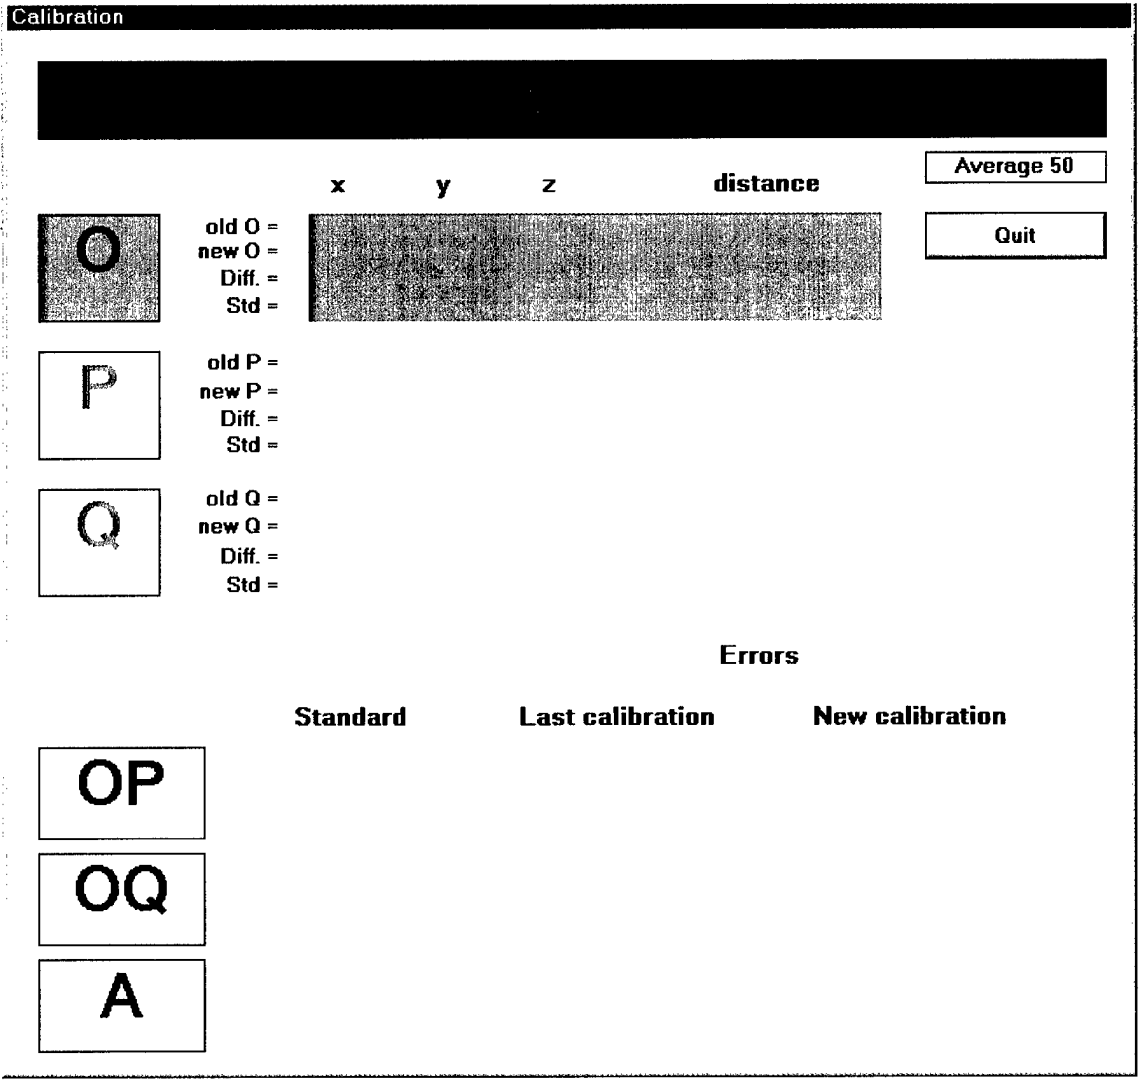 Calibration
Average 50
x y z distance
O
old O =
new O =
Diff. =
Std =
Quit
P
old P =
new P =
Diff. =
Std =
Q
old Q =
new Q =
Diff. =
Std =
Errors
Standard Last calibration New calibration
OP
OQ
A